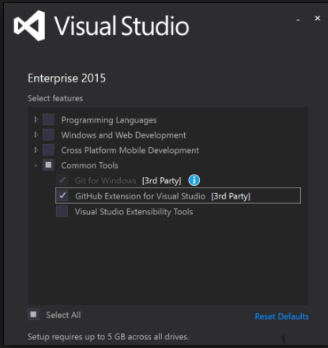 Visual Studio
Enterprise 2015
Select features
Programming Languages
Windows and Web Development
Cross Platform Mobile Development
Common Tools
Git for Windows [3rd Party]
GitHub Extension for Visual Studio [3rd Party]
Visual Studio Extensibility Tools
Select All
Reset Defaults
Setup requires up to 5 GB across all drives.